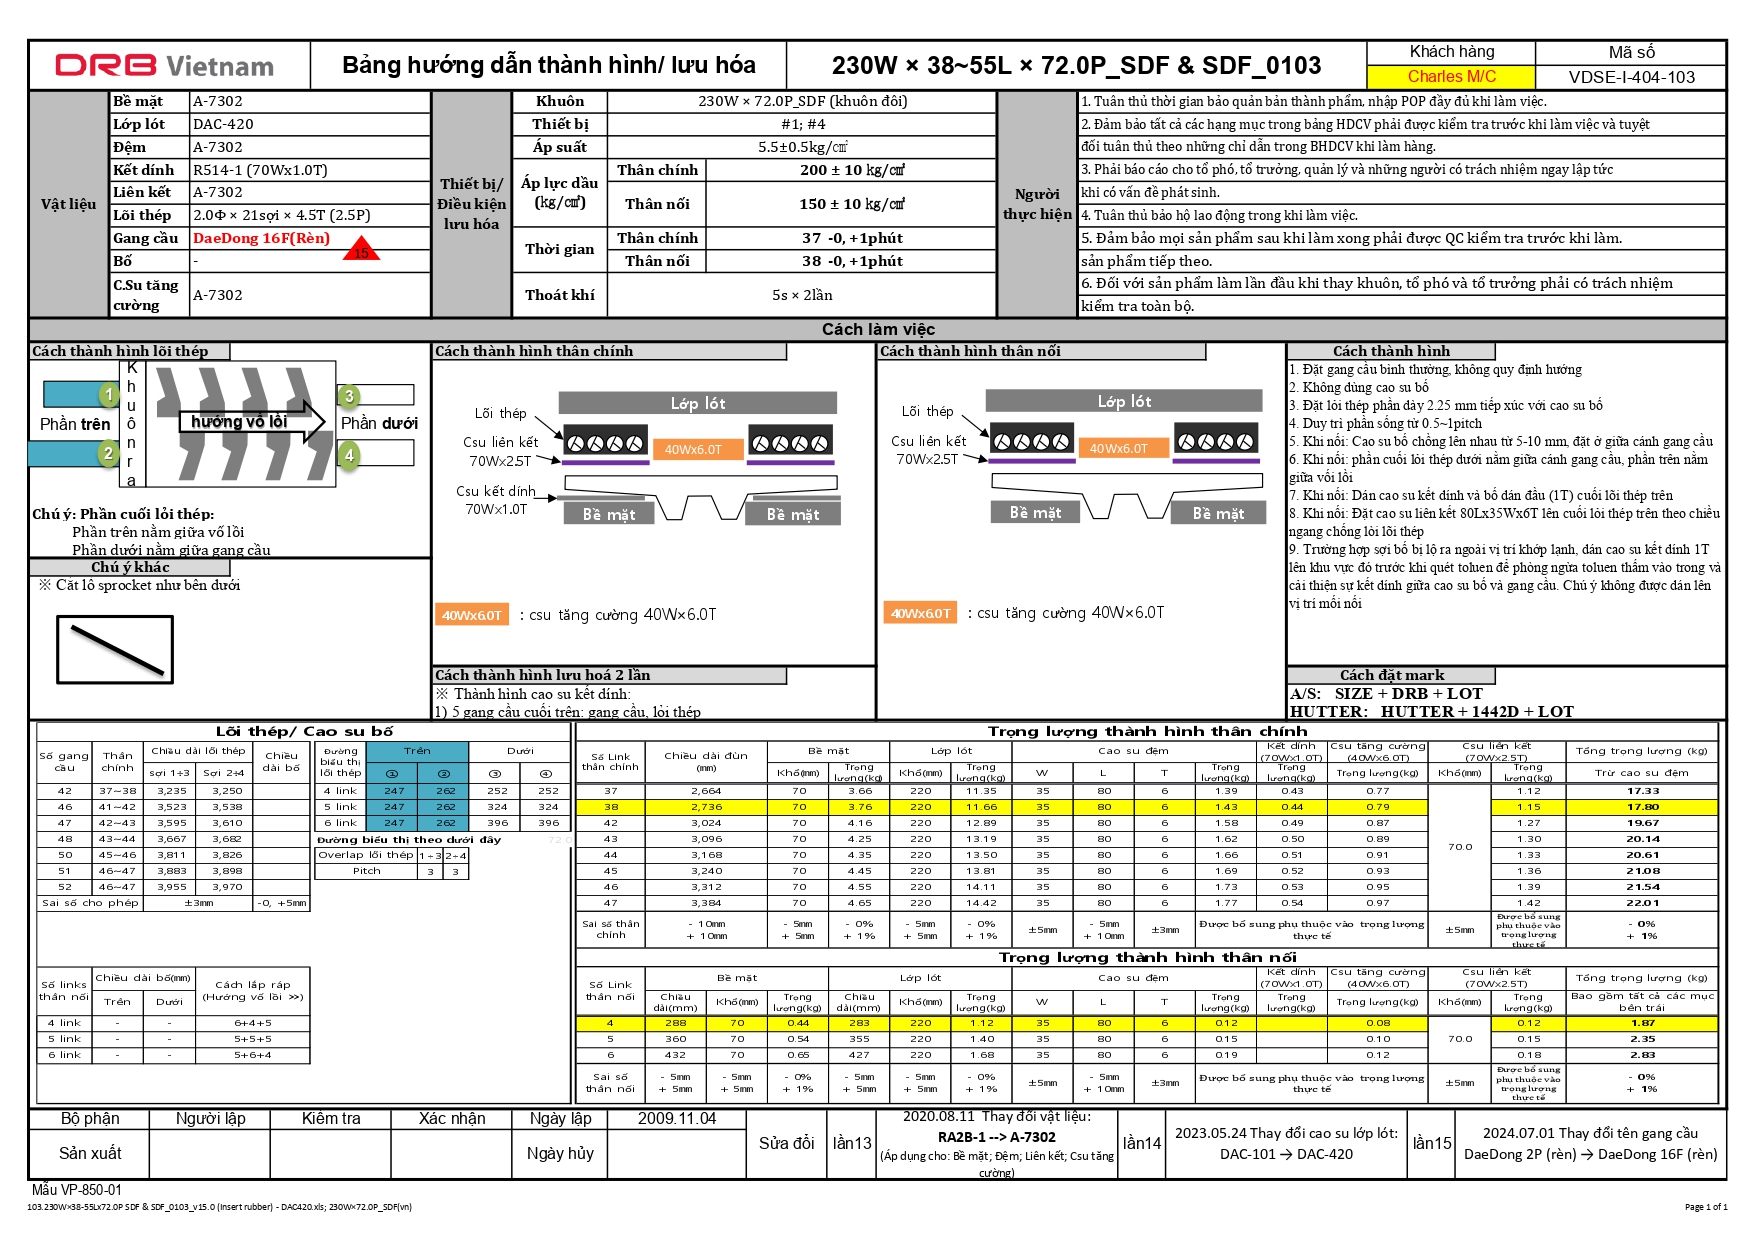 DRB Vietnam
Bảng hướng dẫn thành hình/ lưu hóa
230W × 38~55L × 72.0P_SDF & SDF_0103
Khách hàng
Mã số
Charles M/C
VDSE-I-404-103
Vật liệu
Bề mặt A-7302
Lớp lót DAC-420
Đệm A-7302
Kết dính R514-1 (70Wx1.0T)
Liên kết A-7302
Lõi thép 2.0Φ × 21sợi × 4.5T (2.5P)
Gang cầu DaeDong 16F(Rèn)
15
Bố -
C.Su tăng cường A-7302
Thiết bị/ Điều kiện lưu hóa
Khuôn 230W × 72.0P_SDF (khuôn đôi)
Thiết bị #1; #4
Áp suất 5.5±0.5kg/㎠
Áp lực dầu (kg/㎠)
Thân chính 200 ± 10 kg/㎠
Thân nối 150 ± 10 kg/㎠
Thời gian
Thân chính 37 -0, +1phút
Thân nối 38 -0, +1phút
Thoát khí 5s × 2lần
Người thực hiện
1. Tuân thủ thời gian bảo quản bản thành phẩm, nhập POP đầy đủ khi làm việc.
2. Đảm bảo tất cả các hạng mục trong bảng HDCV phải được kiểm tra trước khi làm việc và tuyệt
đối tuân thủ theo những chỉ dẫn trong BHDCV khi làm hàng.
3. Phải báo cáo cho tổ phó, tổ trưởng, quản lý và những người có trách nhiệm ngay lập tức
khi có vấn đề phát sinh.
4. Tuân thủ bảo hộ lao động trong khi làm việc.
5. Đảm bảo mọi sản phẩm sau khi làm xong phải được QC kiểm tra trước khi làm.
sản phẩm tiếp theo.
6. Đối với sản phẩm làm lần đầu khi thay khuôn, tổ phó và tổ trưởng phải có trách nhiệm
kiểm tra toàn bộ.
Cách làm việc
Cách thành hình lõi thép
Khuôn ra
1
2
3
4
Phần trên
hướng vố lồi
Phần dưới
Chú ý: Phần cuối lỏi thép:
Phần trên nằm giữa vố lồi
Phần dưới nằm giữa gang cầu
Chú ý khác
※ Cắt lô sprocket như bên dưới
Cách thành hình thân chính
Lớp lót
Lõi thép
Csu liên kết
70Wx2.5T
40Wx6.0T
Csu kết dính
70Wx1.0T
Bề mặt
Bề mặt
40Wx6.0T : csu tăng cường 40W×6.0T
Cách thành hình lưu hoá 2 lần
※ Thành hình cao su kết dính:
1) 5 gang cầu cuối trên: gang cầu, lỏi thép
Cách thành hình thân nối
Lớp lót
Lõi thép
Csu liên kết
70W×2.5T
40Wx6.0T
Bề mặt
Bề mặt
40Wx6.0T : csu tăng cường 40W×6.0T
Cách thành hình
1. Đặt gang cầu bình thường, không quy định hướng
2. Không dùng cao su bố
3. Đặt lõi thép phần dày 2.25 mm tiếp xúc với cao su bố
4. Duy trì phần sống từ 0.5~1pitch
5. Khi nối: Cao su bố chồng lên nhau từ 5-10 mm, đặt ở giữa cánh gang cầu
6. Khi nối: phần cuối lỏi thép dưới nằm giữa cánh gang cầu, phần trên nằm
giữa vối lồi
7. Khi nối: Dán cao su kết dính và bố dán đầu (1T) cuối lõi thép trên
8. Khi nối: Đặt cao su liên kết 80Lx35Wx6T lên cuối lỏi thép trên theo chiều
ngang chống lòi lõi thép
9. Trường hợp sợi bố bị lộ ra ngoài vị trí khớp lạnh, dán cao su kết dính 1T
lên khu vực đó trước khi quét toluen để phòng ngừa toluen thấm vào trong và
cải thiện sự kết dính giữa cao su bố và gang cầu. Chú ý không được dán lên
vị trí mối nối
Cách đặt mark
A/S: SIZE + DRB + LOT
HUTTER: HUTTER + 1442D + LOT
Lõi thép/ Cao su bố
Số gang cầu | Thân chính | Chiều dài lõi thép | Chiều dài bố
sợi 1÷3 | Sợi 2÷4
42 37~38 3,235 3,250
46 41~42 3,523 3,538
47 42~43 3,595 3,610
48 43~44 3,667 3,682
50 45~46 3,811 3,826
51 46~47 3,883 3,898
52 46~47 3,955 3,970
Sai số cho phép ±3mm -0, +5mm
Đường biểu thị lõi thép | Trên | Dưới
① ② ③ ④
4 link 247 262 252 252
5 link 247 262 324 324
6 link 247 262 396 396
Đường biểu thị theo dưới đây 72.0
Overlap lõi thép 1÷3 2÷4
Pitch 3 3
Số links thân nối | Chiều dài bố(mm) | Cách lắp ráp (Hướng vố lồi >>)
Trên | Dưới
4 link - - 6+4+5
5 link - - 5+5+5
6 link - - 5+6+4
Trọng lượng thành hình thân chính
Số Link thân chính | Chiều dài đùn (mm) | Bề mặt | Lớp lót | Cao su đệm | Kết dính (70W×1.0T) | Csu tăng cường (40W×6.0T) | Csu liên kết (70W×2.5T) | Tổng trọng lượng (kg)
Khổ(mm) | Trọng lượng(kg) | Khổ(mm) | Trọng lượng(kg) | W | L | T | Trọng lượng(kg) | Trọng lượng(kg) | Trọng lượng(kg) | Khổ(mm) | Trọng lượng(kg) | Trừ cao su đệm
37 2,664 70 3.66 220 11.35 35 80 6 1.39 0.43 0.77 1.12 17.33
38 2,736 70 3.76 220 11.66 35 80 6 1.43 0.44 0.79 1.15 17.80
42 3,024 70 4.16 220 12.89 35 80 6 1.58 0.49 0.87 1.27 19.67
43 3,096 70 4.25 220 13.19 35 80 6 1.62 0.50 0.89 1.30 20.14
70.0
44 3,168 70 4.35 220 13.50 35 80 6 1.66 0.51 0.91 1.33 20.61
45 3,240 70 4.45 220 13.81 35 80 6 1.69 0.52 0.93 1.36 21.08
46 3,312 70 4.55 220 14.11 35 80 6 1.73 0.53 0.95 1.39 21.54
47 3,384 70 4.65 220 14.42 35 80 6 1.77 0.54 0.97 1.42 22.01
Sai số thân chính | - 10mm + 10mm | - 5mm + 5mm | - 0% + 1% | - 5mm + 5mm | - 0% + 1% | ±5mm | - 5mm + 10mm | ±3mm | Được bổ sung phụ thuộc vào trọng lượng thực tế | ±5mm | Được bổ sung phụ thuộc vào trọng lượng thực tế | - 0% + 1%
Trọng lượng thành hình thân nối
Số Link thân nối | Bề mặt | Lớp lót | Cao su đệm | Kết dính (70W×1.0T) | Csu tăng cường (40W×6.0T) | Csu liên kết (70W×2.5T) | Tổng trọng lượng (kg)
Chiều dài(mm) | Khổ(mm) | Trọng lượng(kg) | Chiều dài(mm) | Khổ(mm) | Trọng lượng(kg) | W | L | T | Trọng lượng(kg) | Trọng lượng(kg) | Trọng lượng(kg) | Khổ(mm) | Trọng lượng(kg) | Bao gồm tất cả các mục bên trái
4 288 70 0.44 283 220 1.12 35 80 6 0.12 0.08 0.12 1.87
5 360 70 0.54 355 220 1.40 35 80 6 0.15 0.10 70.0 0.15 2.35
6 432 70 0.65 427 220 1.68 35 80 6 0.19 0.12 0.18 2.83
Sai số thân nối | - 5mm + 5mm | - 5mm + 5mm | - 0% + 1% | - 5mm + 5mm | - 5mm + 5mm | - 0% + 1% | ±5mm | - 5mm + 10mm | ±3mm | Được bổ sung phụ thuộc vào trọng lượng thực tế | ±5mm | Được bổ sung phụ thuộc vào trọng lượng thực tế | - 0% + 1%
Bộ phận | Người lập | Kiểm tra | Xác nhận | Ngày lập | 2009.11.04
Sản xuất
Ngày hủy
Sửa đổi
lần13
2020.08.11 Thay đổi vật liệu:
RA2B-1 --> A-7302
(Áp dụng cho: Bề mặt; Đệm; Liên kết; Csu tăng
cường)
lần14
2023.05.24 Thay đổi cao su lớp lót:
DAC-101 → DAC-420
lần15
2024.07.01 Thay đổi tên gang cầu
DaeDong 2P (rèn) → DaeDong 16F (rèn)
Mẫu VP-850-01
103.230W×38-55Lx72.0P SDF & SDF_0103_v15.0 (Insert rubber) - DAC420.xls; 230W×72.0P_SDF(vn)
Page 1 of 1